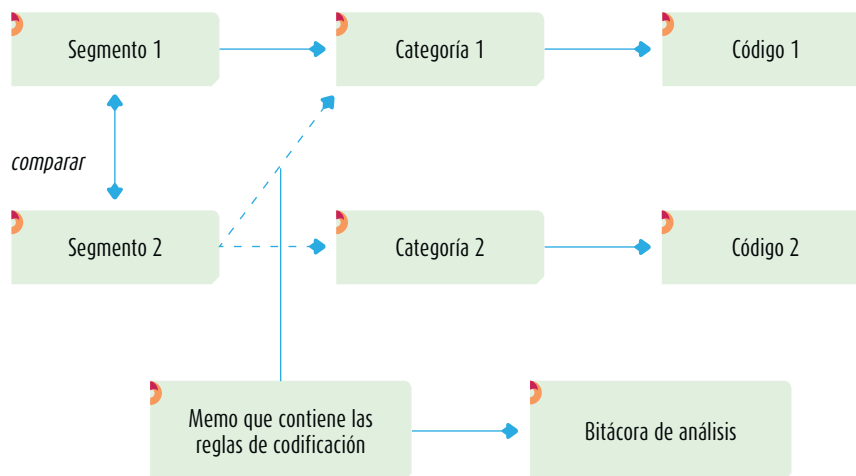 Segmento 1
Categoría 1
Código 1
comparar
Segmento 2
Categoría 2
Código 2
Memo que contiene las
reglas de codificación
Bitácora de análisis